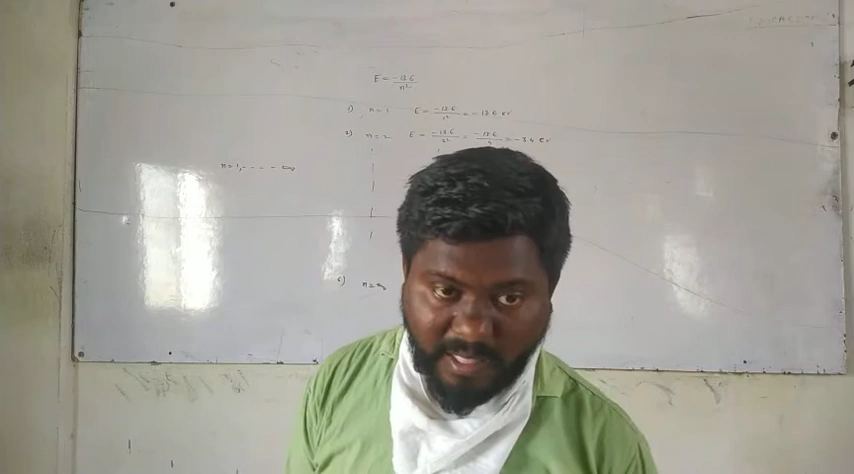 E = -13.6 / n²
1) n=1 E = -13.6 / 1² = -13.6 ev
2) n=2 E = -13.6 / 2² = -13.6 / 4 = -3.4 ev
n=1, - - - - ∞
6) n=∞